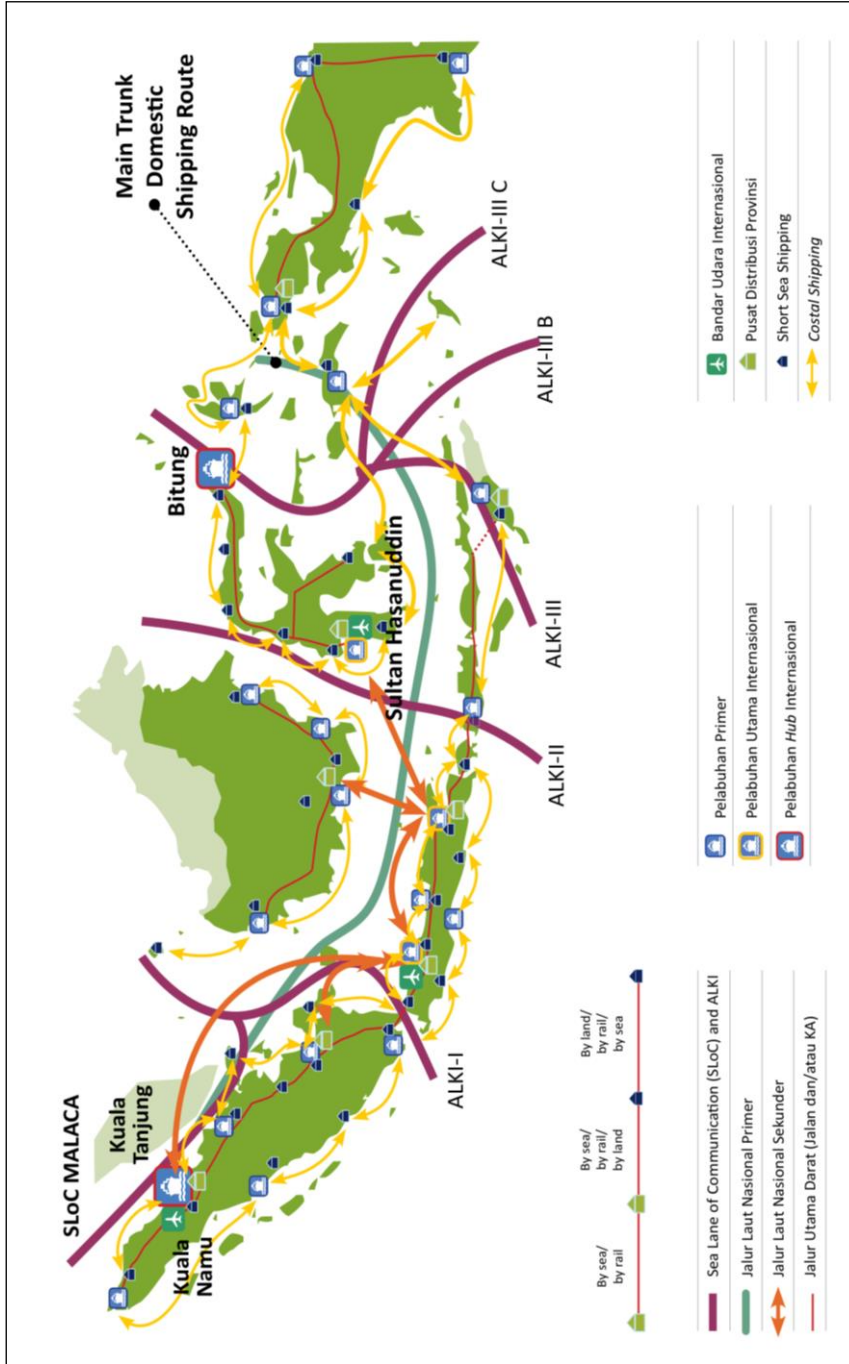 SLoC MALACA
Kuala
Tanjung
Kuala
Namu
Bitung
Main Trunk
Domestic
Shipping Route
Sultan Hasanuddin
ALKI-I
ALKI-II
ALKI-III
ALKI-III B
ALKI-III C
By sea/
by rail
By sea/
by rail/
by land
By land/
by rail/
by sea
Sea Lane of Communication (SLoC) and ALKI
Jalur Laut Nasional Primer
Jalur Laut Nasional Sekunder
Jalur Utama Darat (Jalan dan/atau KA)
Pelabuhan Primer
Pelabuhan Utama Internasional
Pelabuhan Hub Internasional
Bandar Udara Internasional
Pusat Distribusi Provinsi
Short Sea Shipping
Costal Shipping